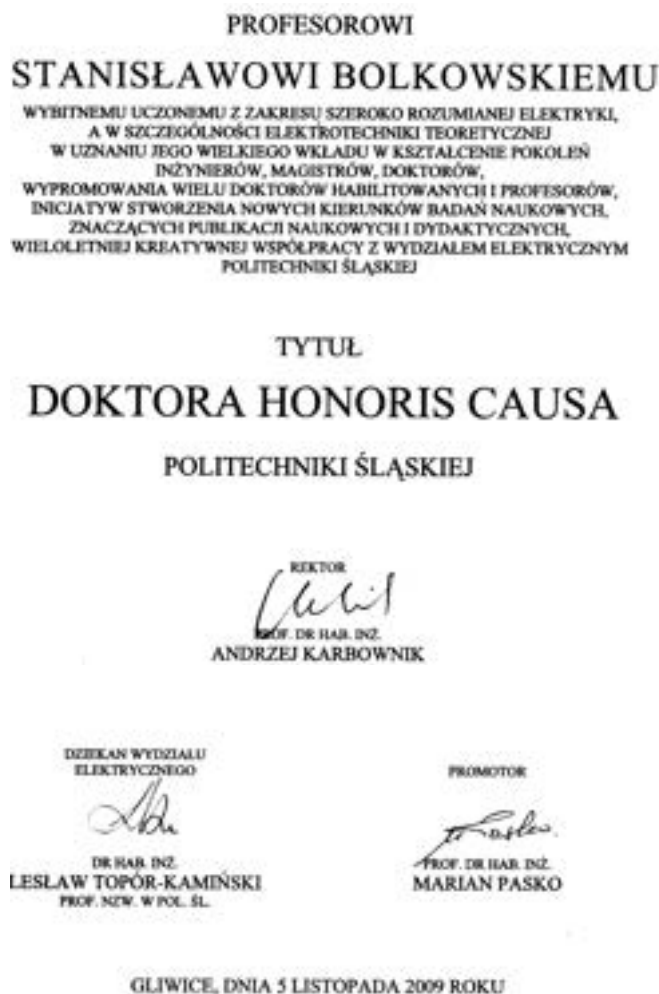 PROFESOROWI
STANISŁAWOWI BOLKOWSKIEMU
WYBITNEMU UCZONEMU Z ZAKRESU SZEROKO ROZUMIANEJ ELEKTRYKI,
A W SZCZEGÓLNOŚCI ELEKTROTECHNIKI TEORETYCZNEJ
W UZNANIU JEGO WIELKIEGO WKŁADU W KSZTAŁCENIE POKOLEŃ
INŻYNIERÓW, MAGISTRÓW, DOKTORÓW,
WYPROMOWANIA WIELU DOKTORÓW HABILITOWANYCH I PROFESORÓW,
INICJATYW STWORZENIA NOWYCH KIERUNKÓW BADAŃ NAUKOWYCH,
ZNACZĄCYCH PUBLIKACJI NAUKOWYCH I DYDAKTYCZNYCH,
WIELOLETNIEJ KREATYWNEJ WSPÓŁPRACY Z WYDZIAŁEM ELEKTRYCZNYM
POLITECHNIKI ŚLĄSKIEJ
TYTUŁ
DOKTORA HONORIS CAUSA
POLITECHNIKI ŚLĄSKIEJ
REKTOR
PROF. DR HAB. INŻ.
ANDRZEJ KARBOWNIK
DZIEKAN WYDZIAŁU
ELEKTRYCZNEGO
DR HAB. INŻ.
LESŁAW TOPÓR-KAMIŃSKI
PROF. NZW. W POL. ŚL.
PROMOTOR
PROF. DR HAB. INŻ.
MARIAN PASKO
GLIWICE, DNIA 5 LISTOPADA 2009 ROKU